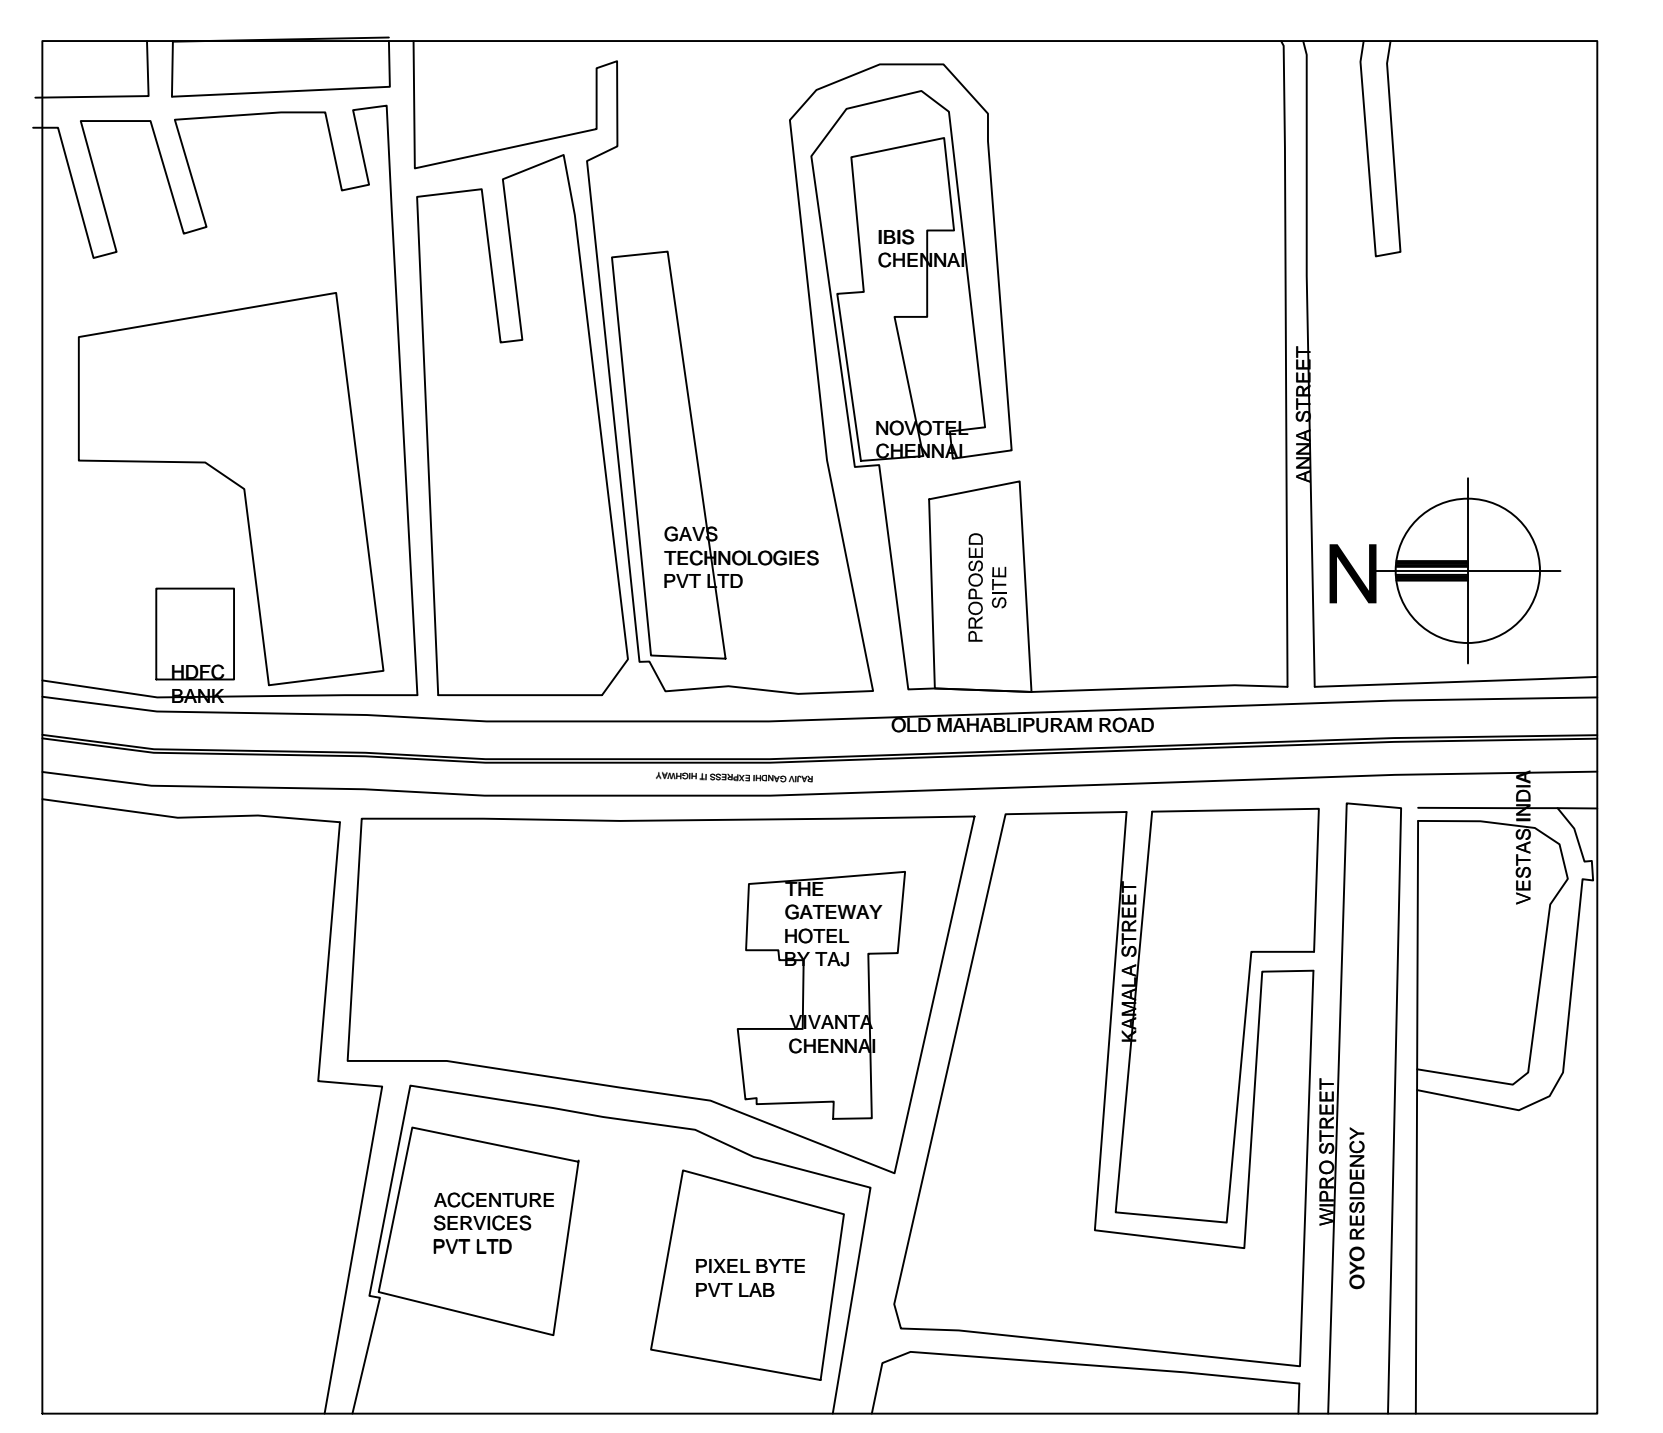 IBIS
CHENNAI
NOVOTEL
CHENNAI
ANNA STREET
GAVS
TECHNOLOGIES
PVT LTD
PROPOSED
SITE
N
HDFC
BANK
OLD MAHABLIPURAM ROAD
RAJIV GANDHI EXPRESS IT HIGHWAY
VESTAS INDIA
THE
GATEWAY
HOTEL
BY TAJ
KAMALA STREET
VIVANTA
CHENNAI
WIPRO STREET
OYO RESIDENCY
ACCENTURE
SERVICES
PVT LTD
PIXEL BYTE
PVT LAB